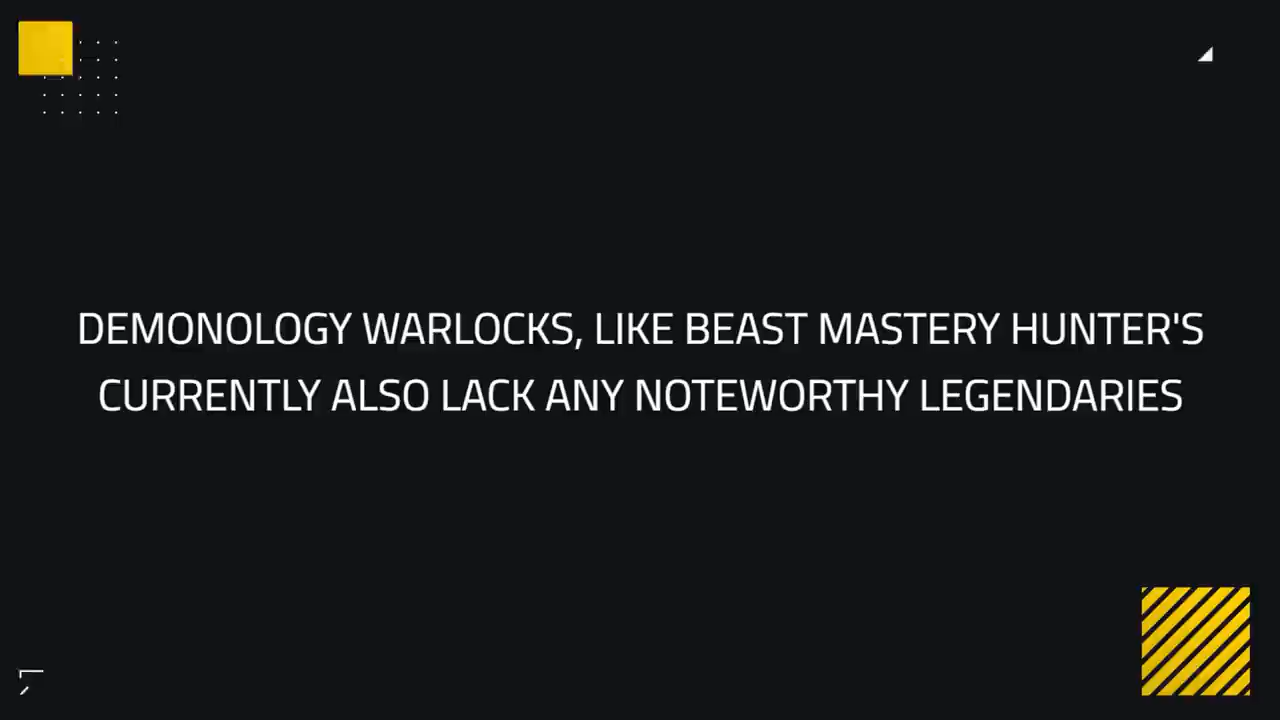 DEMONOLOGY WARLOCKS, LIKE BEAST MASTERY HUNTER'S
CURRENTLY ALSO LACK ANY NOTEWORTHY LEGENDARIES